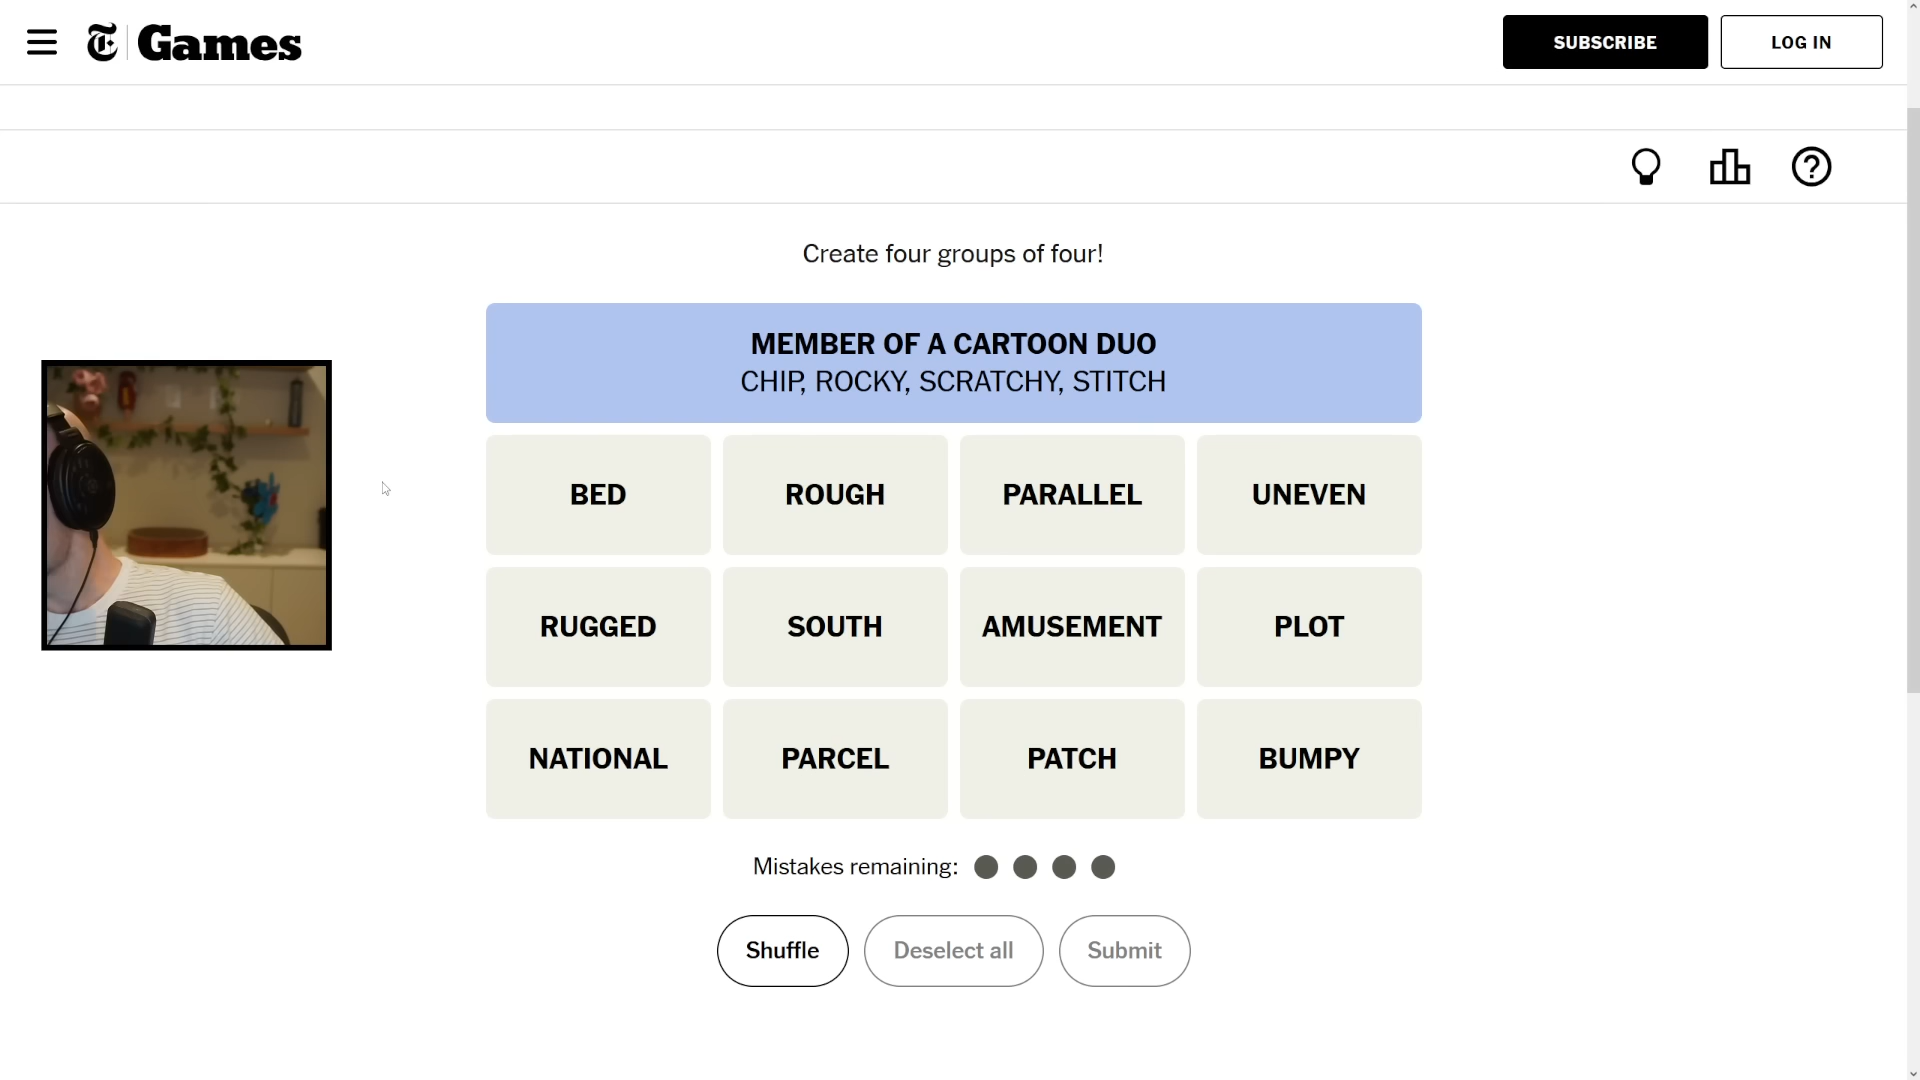 Games
SUBSCRIBE
LOG IN
Create four groups of four!
MEMBER OF A CARTOON DUO
CHIP, ROCKY, SCRATCHY, STITCH
BED ROUGH PARALLEL UNEVEN
RUGGED SOUTH AMUSEMENT PLOT
NATIONAL PARCEL PATCH BUMPY
Mistakes remaining:
Shuffle Deselect all Submit